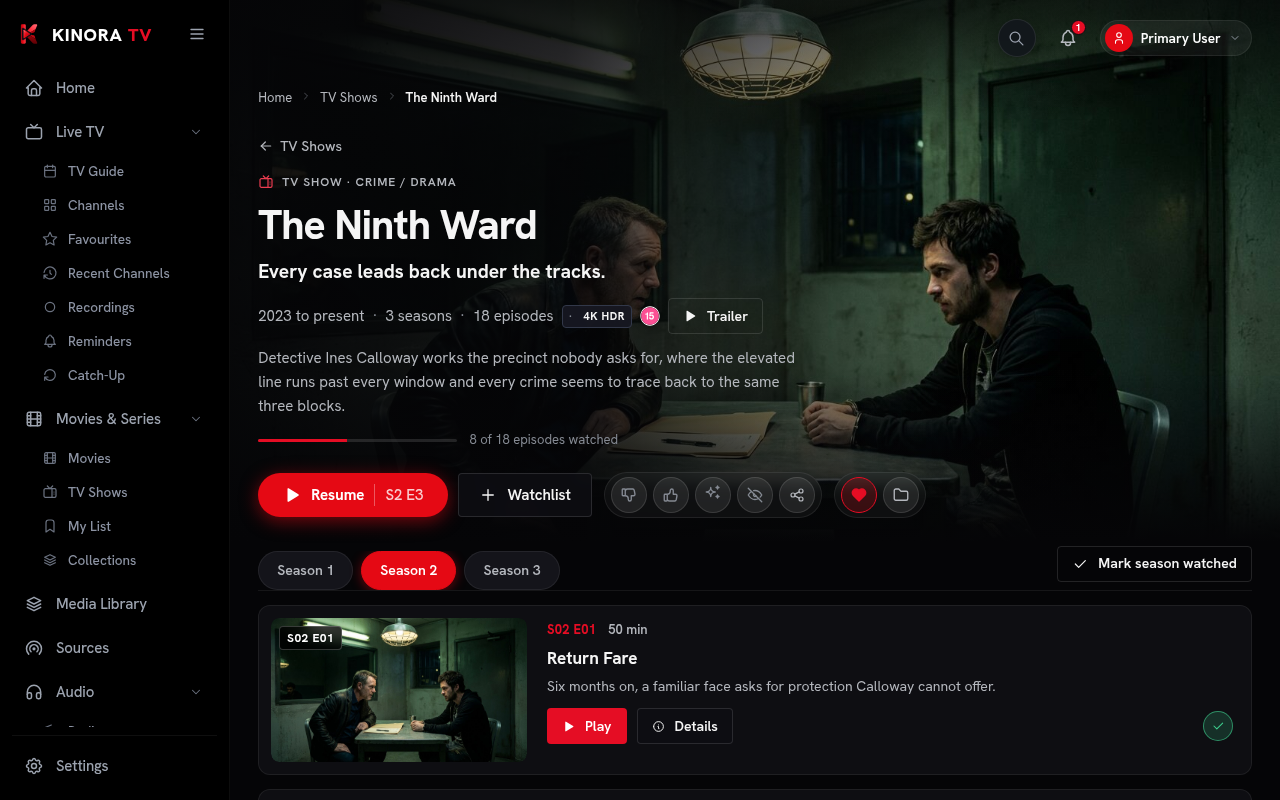 KINORA TV
1
Primary User
Home
Live TV
TV Guide
Channels
Favourites
Recent Channels
Recordings
Reminders
Catch-Up
Movies & Series
Movies
TV Shows
My List
Collections
Media Library
Sources
Audio
Settings
Home > TV Shows > The Ninth Ward
TV Shows
TV SHOW · CRIME / DRAMA
The Ninth Ward
Every case leads back under the tracks.
2023 to present · 3 seasons · 18 episodes · 4K HDR 15 Trailer
Detective Ines Calloway works the precinct nobody asks for, where the elevated
line runs past every window and every crime seems to trace back to the same
three blocks.
8 of 18 episodes watched
Resume S2 E3 Watchlist
Season 1 Season 2 Season 3 Mark season watched
S02 E01
S02 E01 50 min
Return Fare
Six months on, a familiar face asks for protection Calloway cannot offer.
Play Details